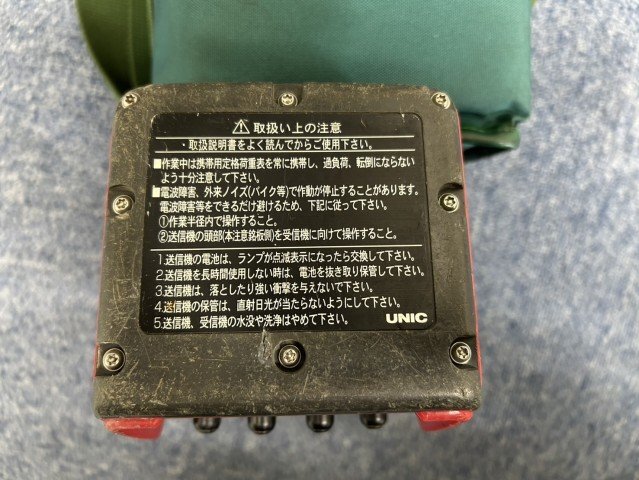 ⚠取扱い上の注意
・取扱説明書をよく読んでからご使用下さい。
■作業中は携帯用定格荷重表を常に携帯し、過負荷、転倒にならない
よう十分注意して下さい。
■電波障害、外来ノイズ(バイク等)で作動が停止することがあります。
電波障害等をできるだけ避けるため、下記に従って下さい。
①作業半径内で操作すること。
②送信機の頭部(本注意銘板側)を受信機に向けて操作すること。
1.送信機の電池は、ランプが点滅表示になったら交換して下さい。
2.送信機を長時間使用しない時は、電池を抜き取り保管して下さい。
3.送信機は、落としたり強い衝撃を与えないで下さい。
4.送信機の保管は、直射日光が当たらないようにして下さい。
5.送信機、受信機の水没や洗浄はやめて下さい。
UNIC